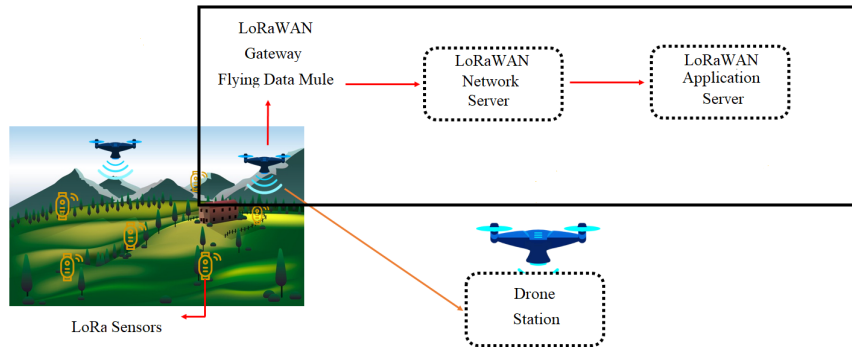 LoRaWAN
Gateway
Flying Data Mule
LoRaWAN
Network
Server
LoRaWAN
Application
Server
Drone
Station
LoRa Sensors